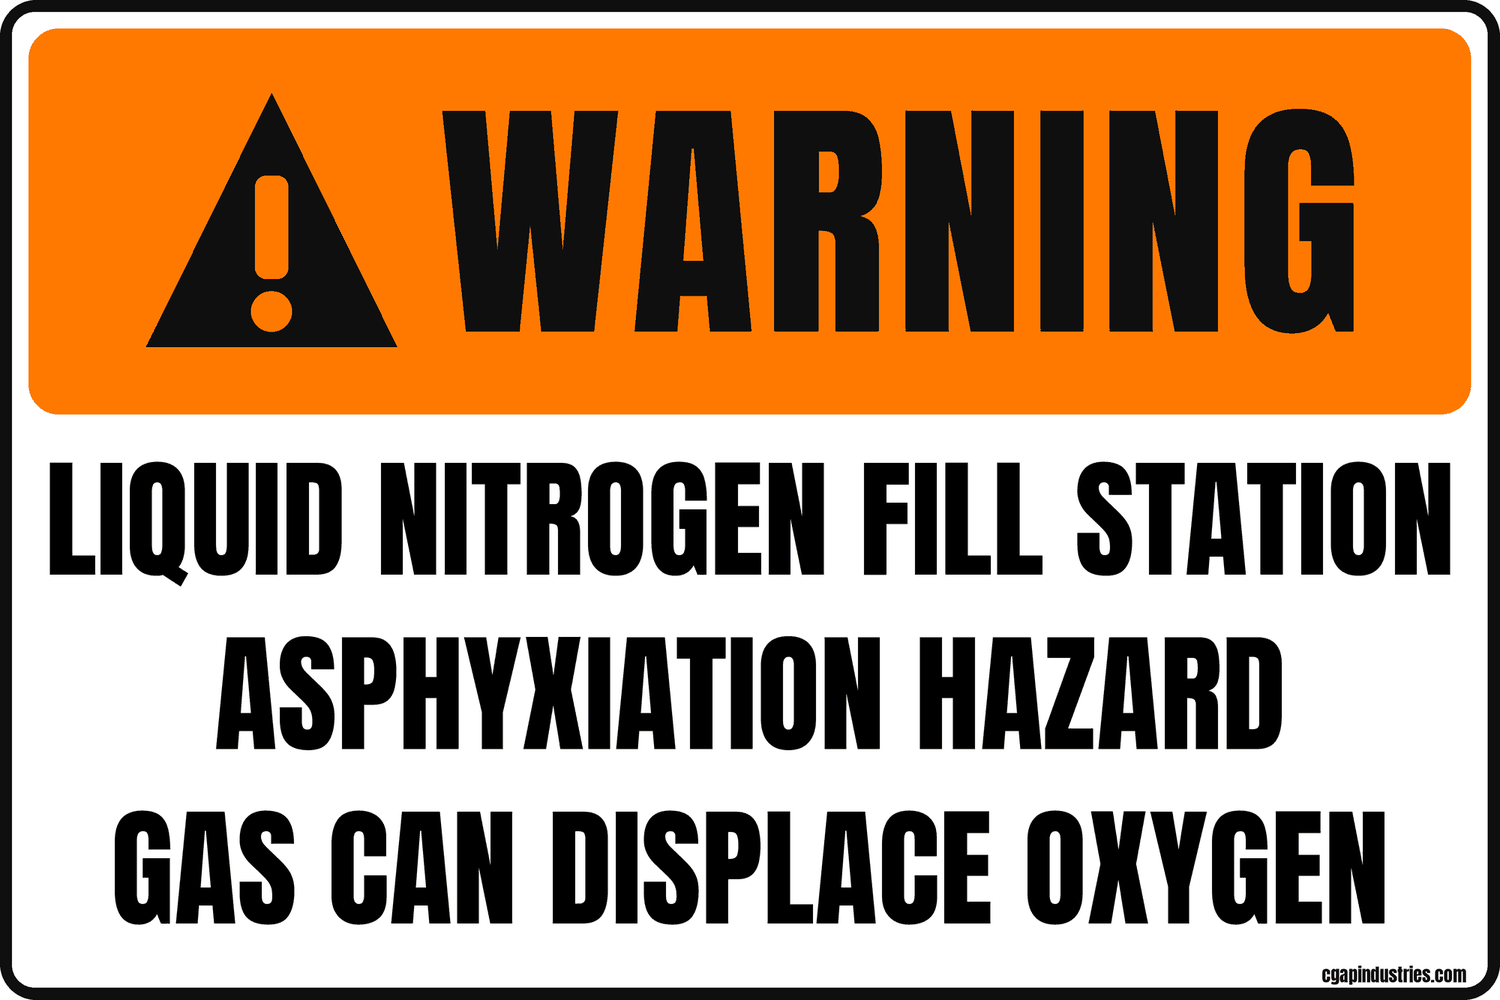 WARNING
LIQUID NITROGEN FILL STATION
ASPHYXIATION HAZARD
GAS CAN DISPLACE OXYGEN
cgapindustries.com